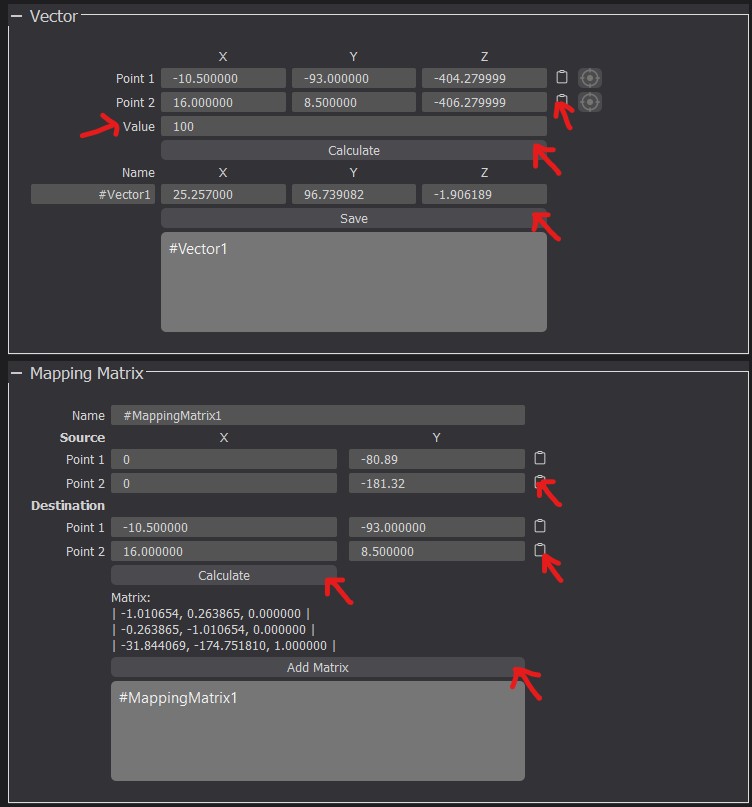 Vector
X Y Z
Point 1 -10.500000 -93.000000 -404.279999
Point 2 16.000000 8.500000 -406.279999
Value 100
Calculate
Name X Y Z
#Vector1 25.257000 96.739082 -1.906189
Save
#Vector1
Mapping Matrix
Name #MappingMatrix1
Source X Y
Point 1 0 -80.89
Point 2 0 -181.32
Destination
Point 1 -10.500000 -93.000000
Point 2 16.000000 8.500000
Calculate
Matrix:
| -1.010654, 0.263865, 0.000000 |
| -0.263865, -1.010654, 0.000000 |
| -31.844069, -174.751810, 1.000000 |
Add Matrix
#MappingMatrix1